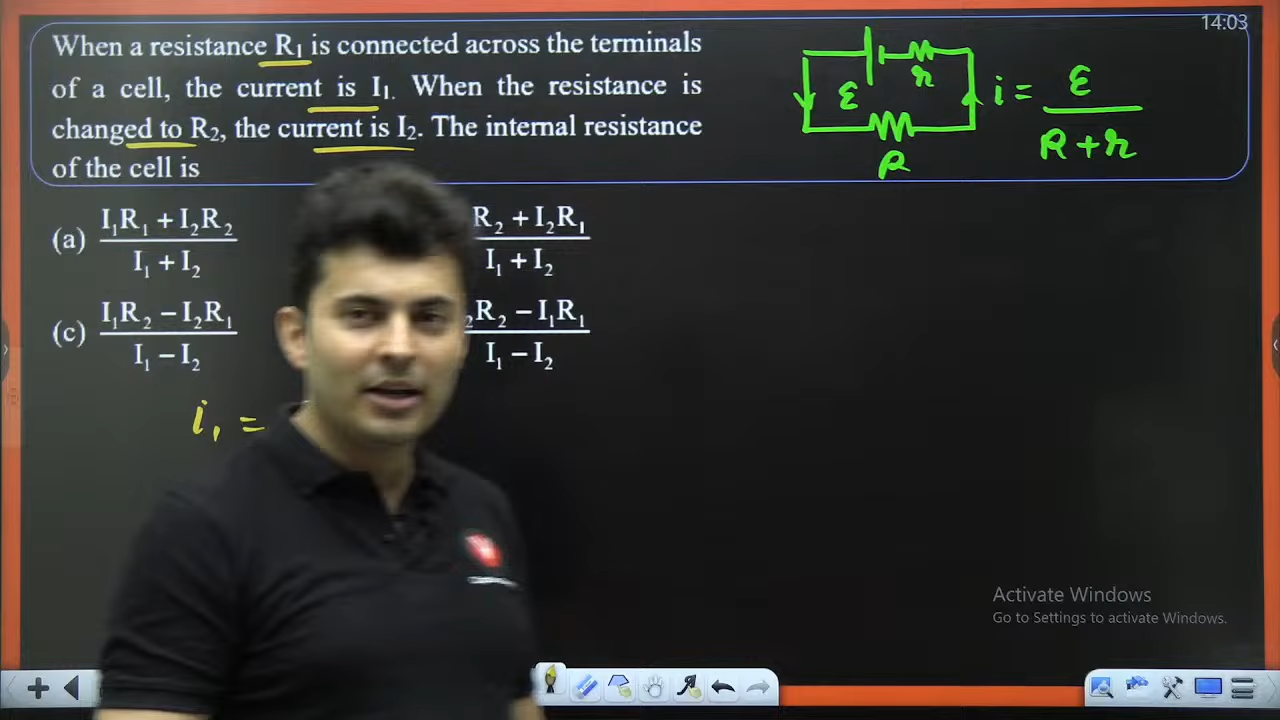 14:03
When a resistance R₁ is connected across the terminals
of a cell, the current is I₁. When the resistance is
changed to R₂, the current is I₂. The internal resistance
of the cell is
ε r
R
i = ε / (R + r)
(a) (I₁R₁ + I₂R₂) / (I₁ + I₂)
R₂ + I₂R₁ / I₁ + I₂
(c) (I₁R₂ − I₂R₁) / (I₁ − I₂)
₂R₂ − I₁R₁ / I₁ − I₂
i₁ =
Activate Windows
Go to Settings to activate Windows.